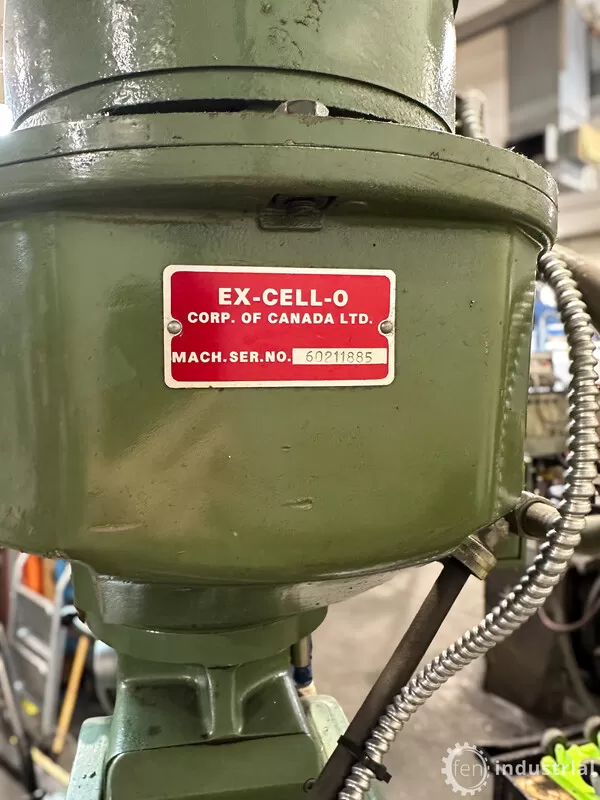 EX-CELL-O
CORP. OF CANADA LTD.
MACH.SER.NO. 60211885
fen industrial